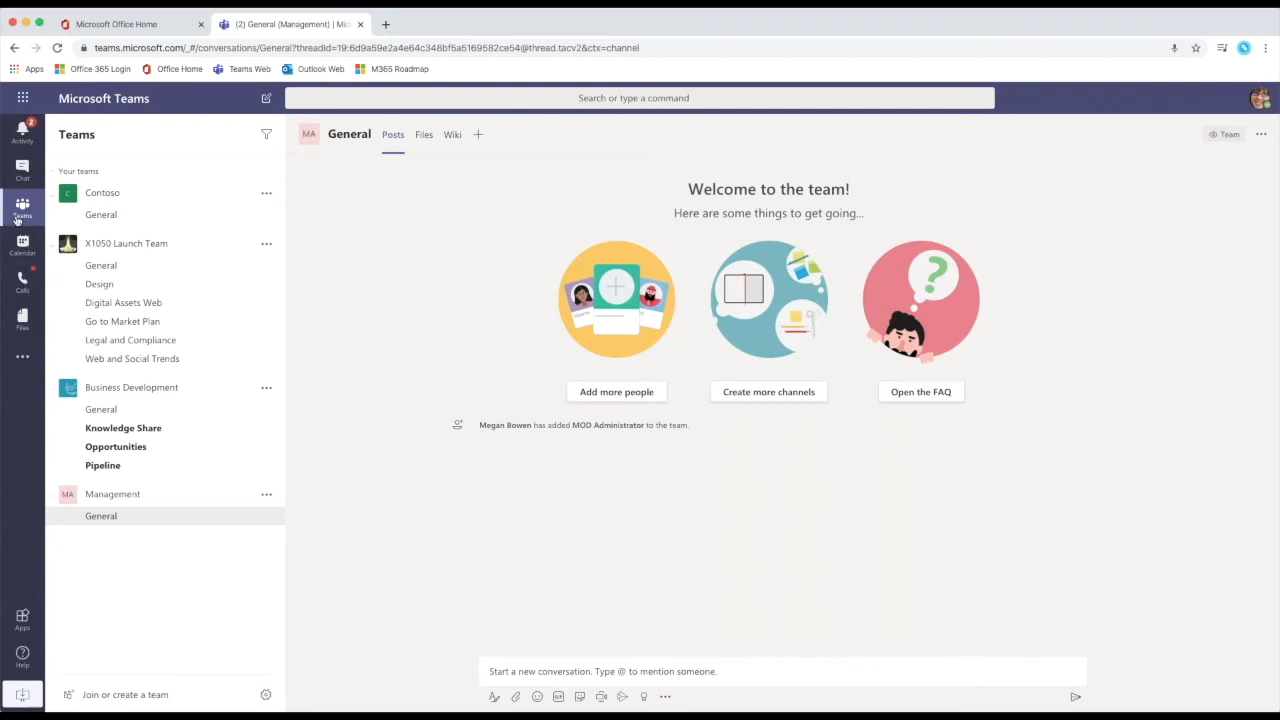 Microsoft Office Home
(2) General (Management) | Mic
teams.microsoft.com/_#/conversations/General?threadId=19:6d9a59e2a4e64c348bf5a5169582ce54@thread.tacv2&ctx=channel
Apps
Office 365 Login
Office Home
Teams Web
Outlook Web
M365 Roadmap
Microsoft Teams
Search or type a command
2
Activity
Chat
Teams
Calendar
Calls
Files
Apps
Help
Teams
Your teams
C
Contoso
General
X1050 Launch Team
General
Design
Digital Assets Web
Go to Market Plan
Legal and Compliance
Web and Social Trends
Business Development
General
Knowledge Share
Opportunities
Pipeline
MA
Management
General
Join or create a team
MA
General
Posts
Files
Wiki
Team
Welcome to the team!
Here are some things to get going...
Add more people
Create more channels
Open the FAQ
Megan Bowen has added MOD Administrator to the team.
Start a new conversation. Type @ to mention someone.
GIF